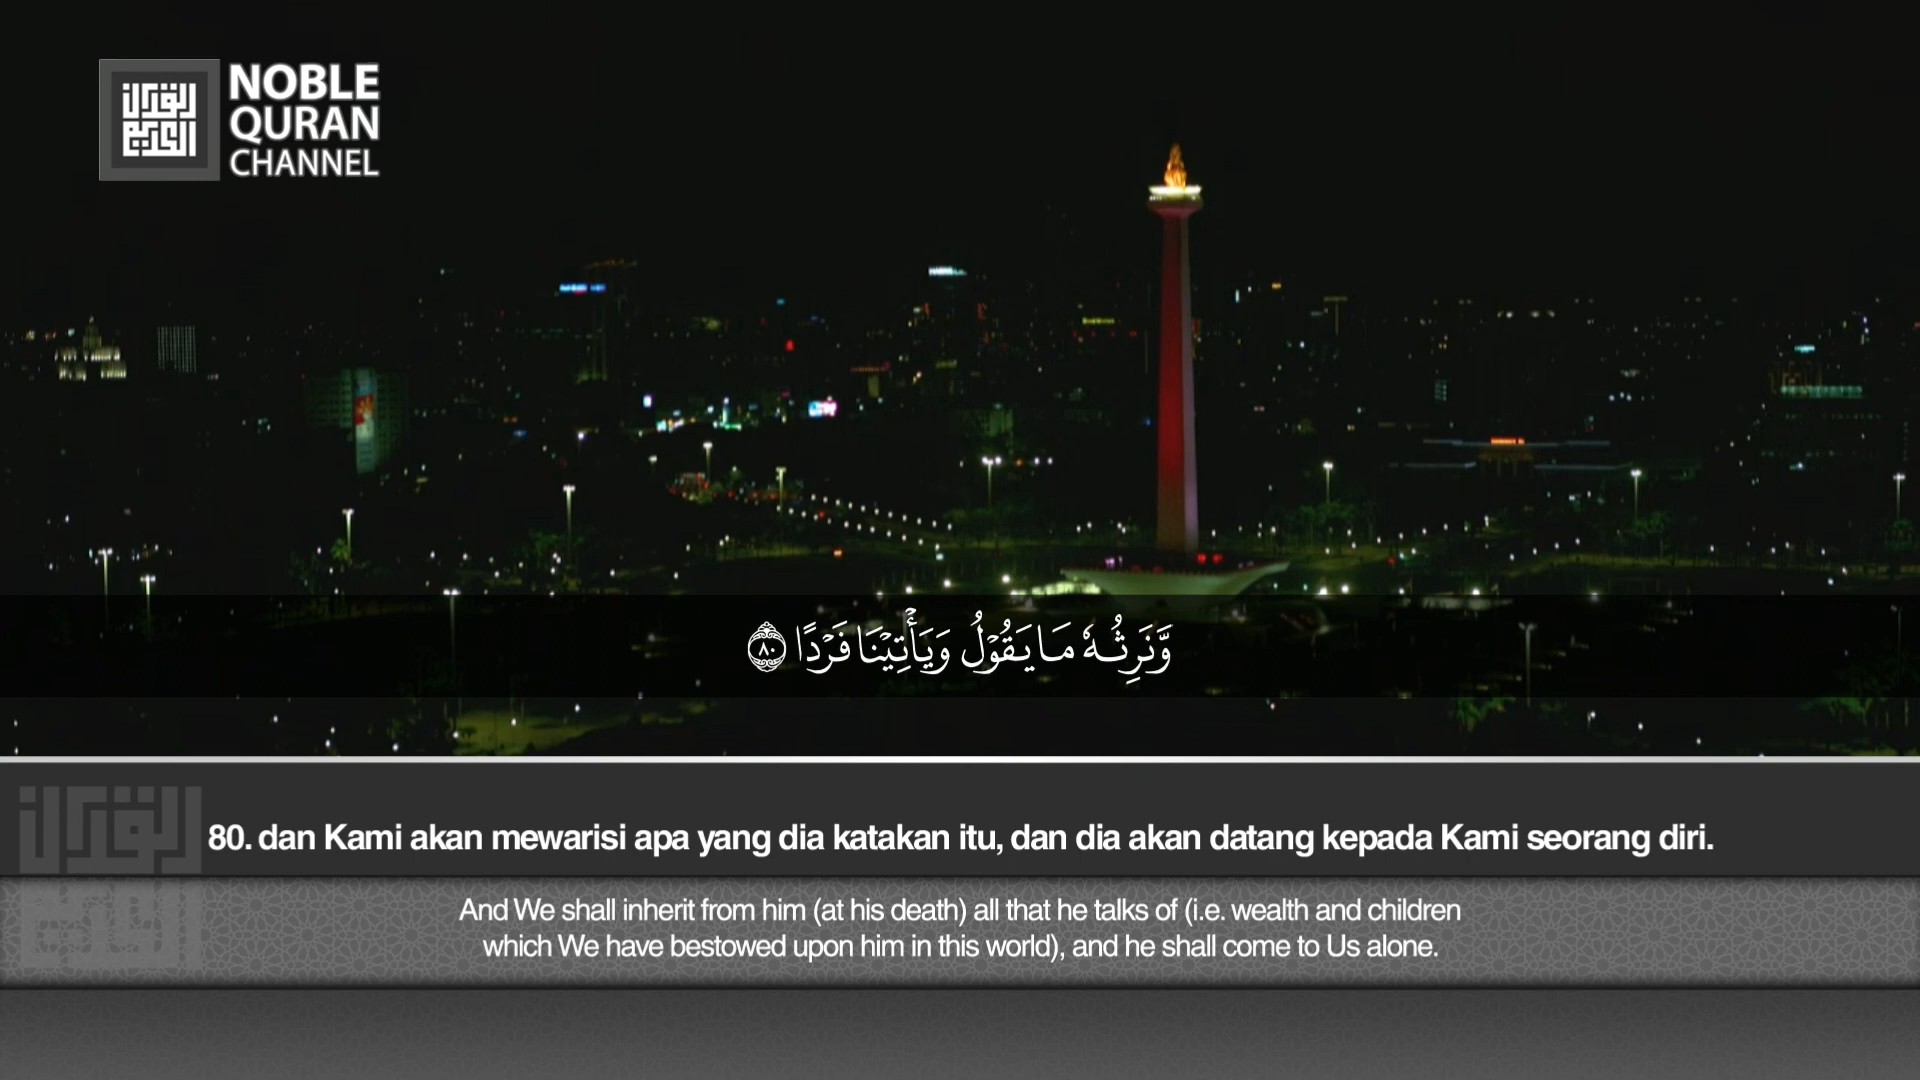 القرآن
الكريم
NOBLE
QURAN
CHANNEL
وَّنَرِثُهٗ مَا يَقُوْلُ وَيَأْتِيْنَا فَرْدًا ۝٨٠
80. dan Kami akan mewarisi apa yang dia katakan itu, dan dia akan datang kepada Kami seorang diri.
And We shall inherit from him (at his death) all that he talks of (i.e. wealth and children
which We have bestowed upon him in this world), and he shall come to Us alone.